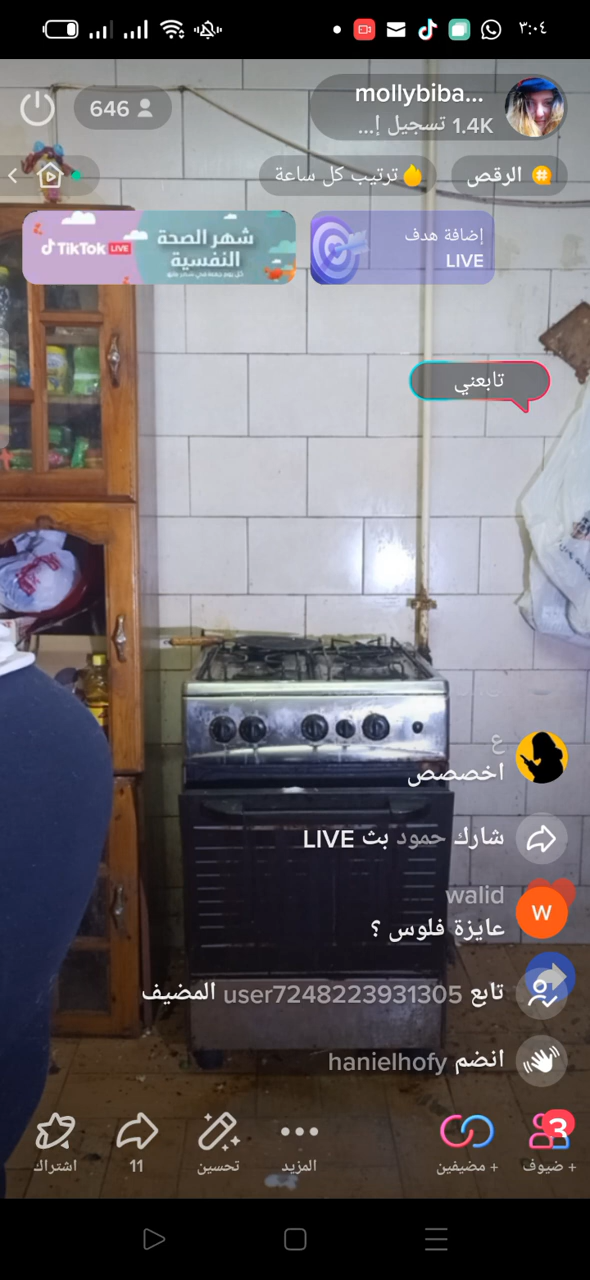 ٣:٠٤
mollybiba...
1.4K تسجيل إ...
646
# الرقص
ترتيب كل ساعة
إضافة هدف
LIVE
TikTok LIVE
شهر الصحة
النفسية
تابعني
ع
اخصصص
شارك حمود بث LIVE
walid
W
عايزة فلوس ؟
تابع user7248223931305 المضيف
انضم hanielhofy
3
+ ضيوف
+ مضيفين
المزيد
تحسين
11
اشتراك